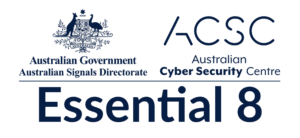 ACSC
Australian Government
Australian Signals Directorate
Australian
Cyber Security Centre
Essential 8